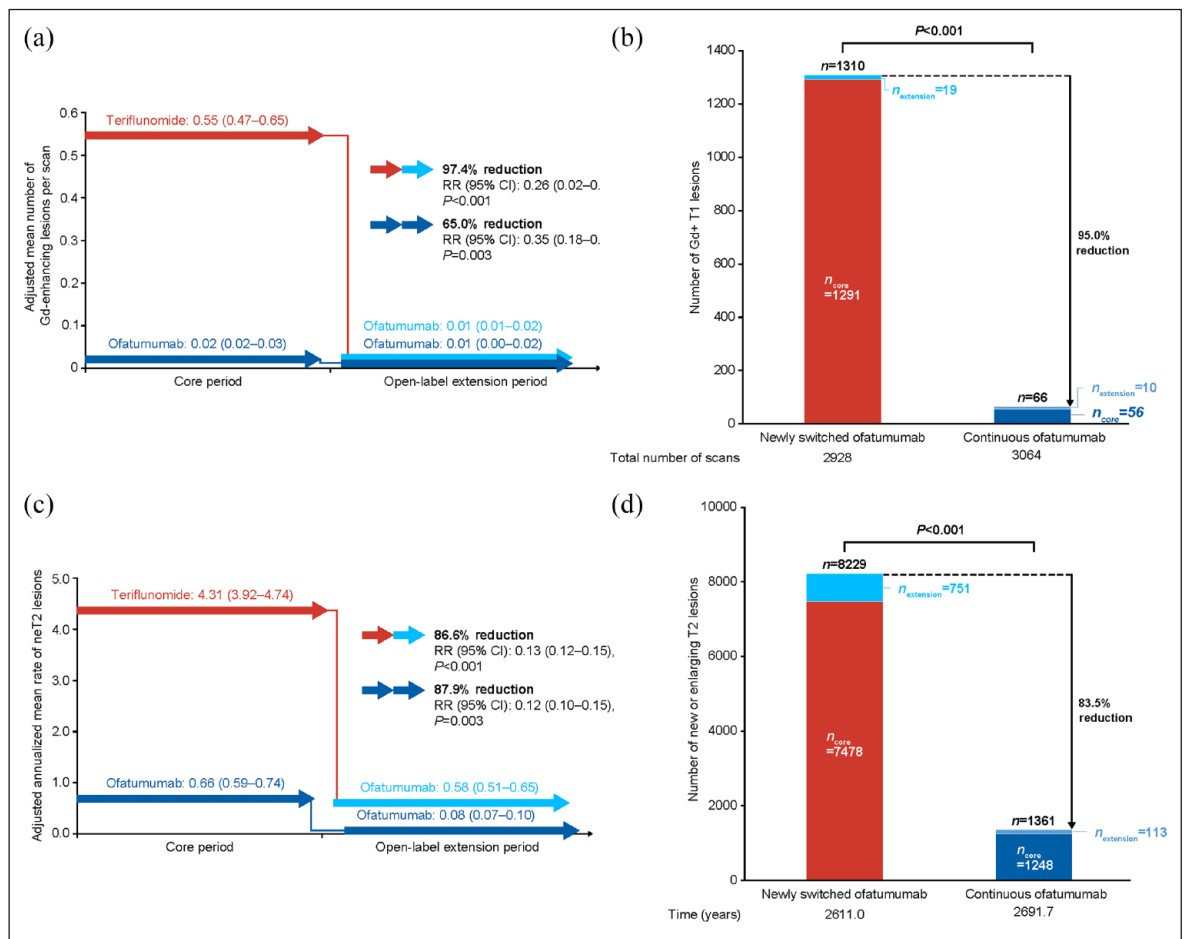 (a)
Adjusted mean number of
Gd-enhancing lesions per scan
0.6
0.5
0.4
0.3
0.2
0.1
0
Teriflunomide: 0.55 (0.47–0.65)
97.4% reduction
RR (95% CI): 0.26 (0.02–0.
P<0.001
65.0% reduction
RR (95% CI): 0.35 (0.18–0.
P=0.003
Ofatumumab: 0.02 (0.02–0.03)
Ofatumumab: 0.01 (0.01–0.02)
Ofatumumab: 0.01 (0.00–0.02)
Core period
Open-label extension period
(b)
P<0.001
Number of Gd+ T1 lesions
1400
1200
1000
800
600
400
200
0
n=1310
nextension=19
ncore
=1291
95.0%
reduction
n=66
nextension=10
ncore=56
Newly switched ofatumumab
Continuous ofatumumab
Total number of scans
2928
3064
(c)
Adjusted annualized mean rate of neT2 lesions
5.0
4.0
3.0
2.0
1.0
0.0
Teriflunomide: 4.31 (3.92–4.74)
86.6% reduction
RR (95% CI): 0.13 (0.12–0.15),
P<0.001
87.9% reduction
RR (95% CI): 0.12 (0.10–0.15),
P=0.003
Ofatumumab: 0.66 (0.59–0.74)
Ofatumumab: 0.58 (0.51–0.65)
Ofatumumab: 0.08 (0.07–0.10)
Core period
Open-label extension period
(d)
P<0.001
Number of new or enlarging T2 lesions
10000
8000
6000
4000
2000
0
n=8229
nextension=751
ncore
=7478
83.5%
reduction
n=1361
nextension=113
ncore
=1248
Newly switched ofatumumab
Continuous ofatumumab
Time (years)
2611.0
2691.7